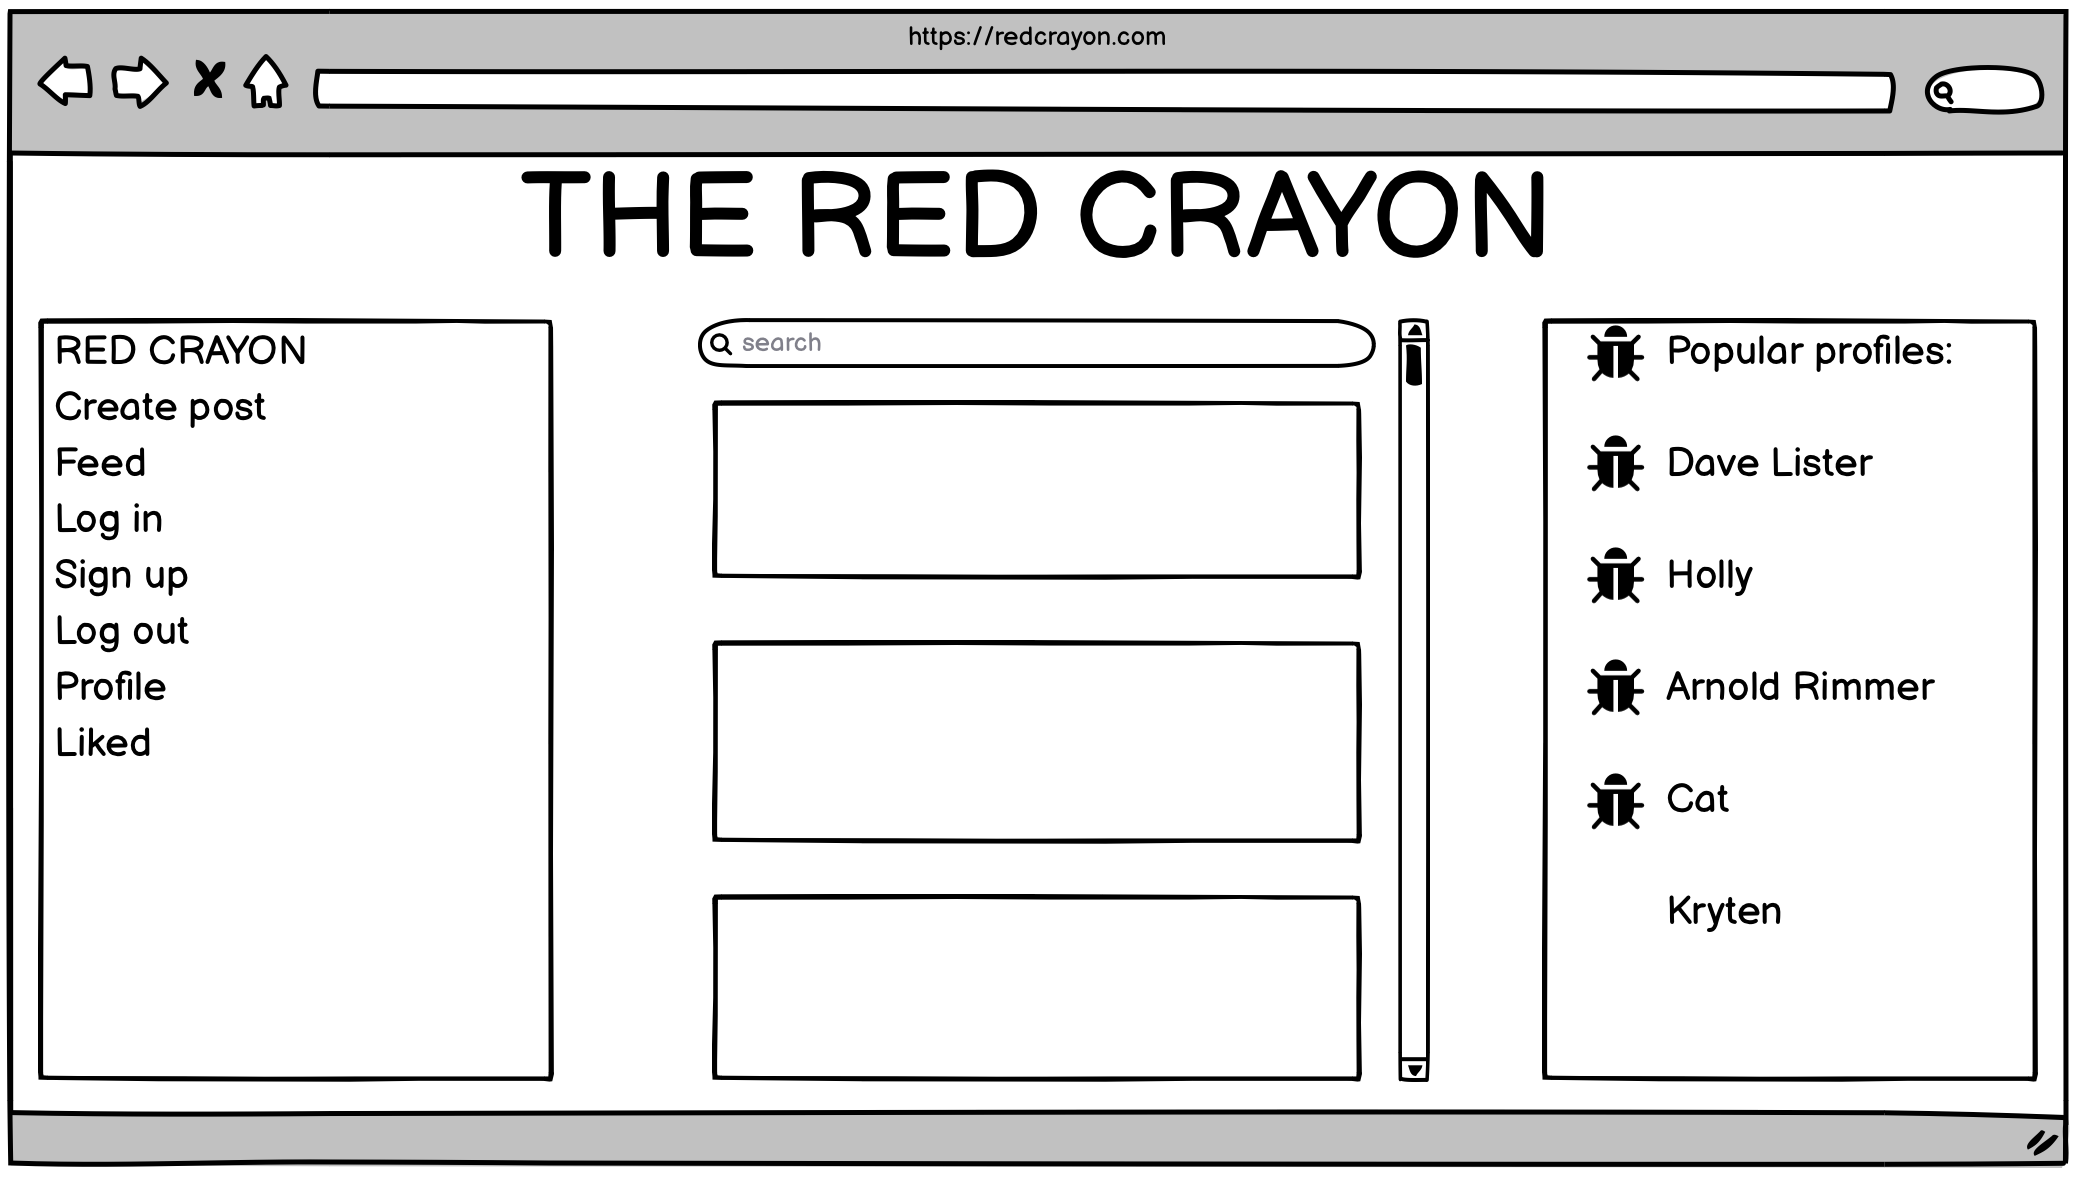 https://redcrayon.com
THE RED CRAYON
RED CRAYON
Create post
Feed
Log in
Sign up
Log out
Profile
Liked
search
Popular profiles:
Dave Lister
Holly
Arnold Rimmer
Cat
Kryten